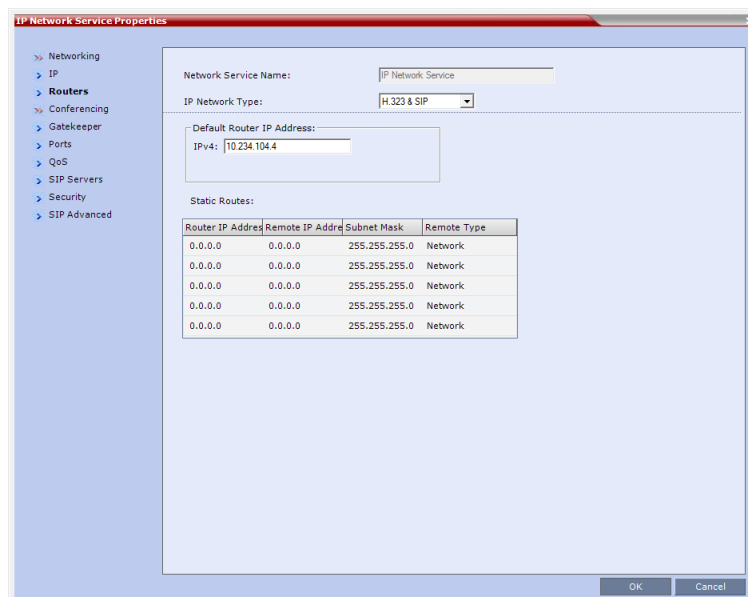 IP Network Service Properties
Networking
IP
Routers
Conferencing
Gatekeeper
Ports
QoS
SIP Servers
Security
SIP Advanced
Network Service Name: IP Network Service
IP Network Type: H.323 & SIP
Default Router IP Address:
IPv4: 10.234.104.4
Static Routes:
Router IP Addres Remote IP Addre Subnet Mask Remote Type
0.0.0.0 0.0.0.0 255.255.255.0 Network
0.0.0.0 0.0.0.0 255.255.255.0 Network
0.0.0.0 0.0.0.0 255.255.255.0 Network
0.0.0.0 0.0.0.0 255.255.255.0 Network
0.0.0.0 0.0.0.0 255.255.255.0 Network
OK Cancel